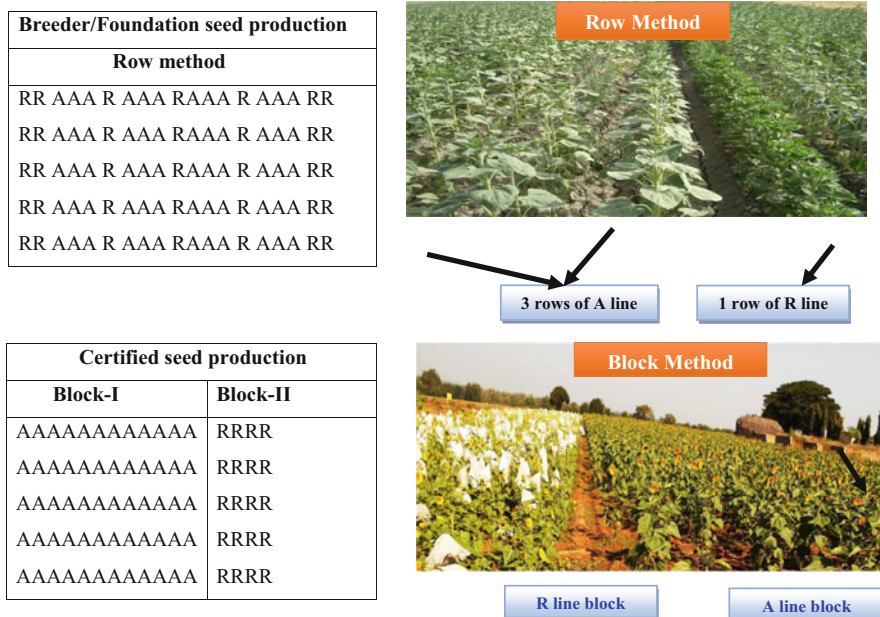 Breeder/Foundation seed production
Row method
RR AAA R AAA RAAA R AAA RR
RR AAA R AAA RAAA R AAA RR
RR AAA R AAA RAAA R AAA RR
RR AAA R AAA RAAA R AAA RR
RR AAA R AAA RAAA R AAA RR
Row Method
3 rows of A line
1 row of R line
Certified seed production
Block-I
Block-II
AAAAAAAAAAAA
RRRR
AAAAAAAAAAAA
RRRR
AAAAAAAAAAAA
RRRR
AAAAAAAAAAAA
RRRR
AAAAAAAAAAAA
RRRR
Block Method
R line block
A line block